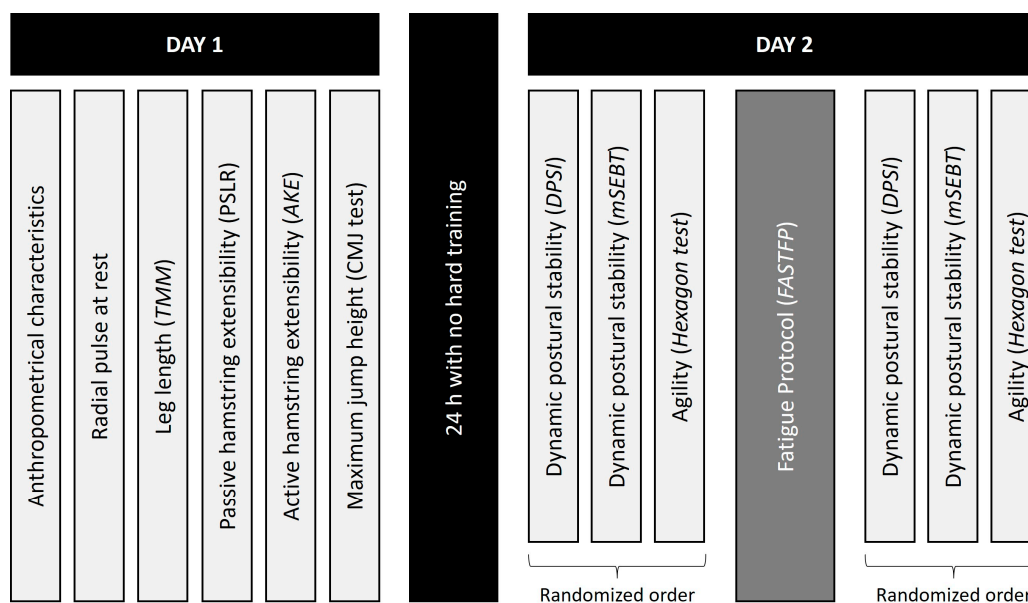 DAY 1
DAY 2
Anthropometrical characteristics
Radial pulse at rest
Leg length (TMM)
Passive hamstring extensibility (PSLR)
Active hamstring extensibility (AKE)
Maximum jump height (CMJ test)
24 h with no hard training
Dynamic postural stability (DPSI)
Dynamic postural stability (mSEBT)
Agility (Hexagon test)
Fatigue Protocol (FASTFP)
Dynamic postural stability (DPSI)
Dynamic postural stability (mSEBT)
Agility (Hexagon test)
Randomized order
Randomized order